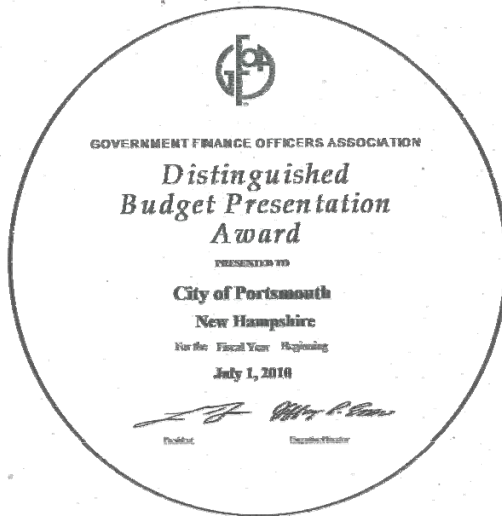 GFOA
GOVERNMENT FINANCE OFFICERS ASSOCIATION
Distinguished
Budget Presentation
Award
PRESENTED TO
City of Portsmouth
New Hampshire
For the Fiscal Year Beginning
July 1, 2010
President
Executive Director